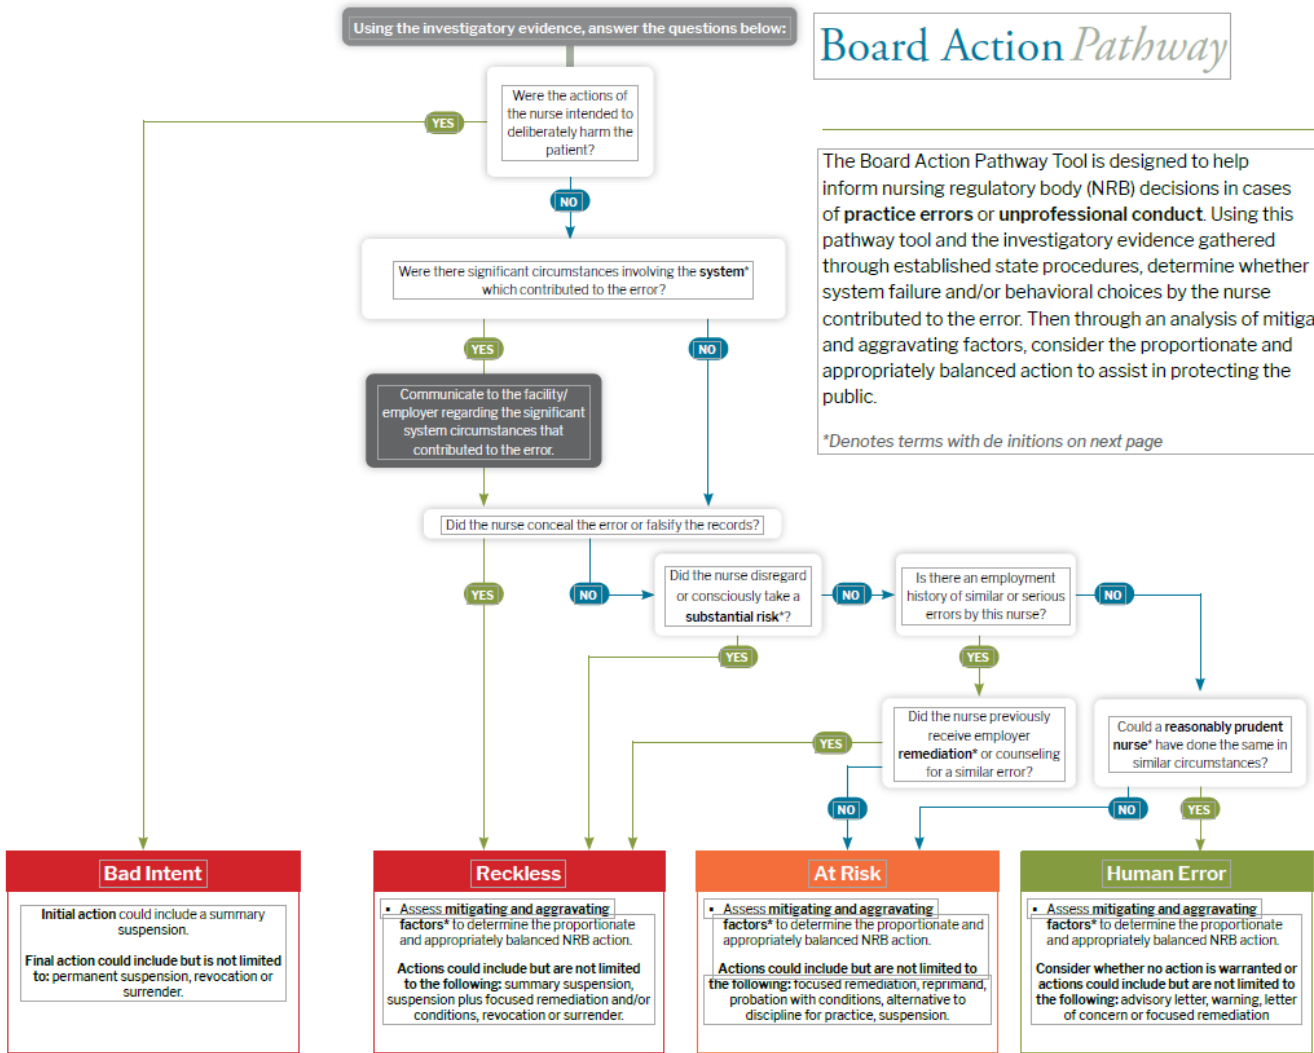 Using the investigatory evidence, answer the questions below:
Board Action Pathway
Were the actions of
the nurse intended to
deliberately harm the
patient?
YES
NO
The Board Action Pathway Tool is designed to help
inform nursing regulatory body (NRB) decisions in cases
of practice errors or unprofessional conduct. Using this
pathway tool and the investigatory evidence gathered
through established state procedures, determine whether
system failure and/or behavioral choices by the nurse
contributed to the error. Then through an analysis of mitiga
and aggravating factors, consider the proportionate and
appropriately balanced action to assist in protecting the
public.
*Denotes terms with de initions on next page
Were there significant circumstances involving the system*
which contributed to the error?
YES
NO
Communicate to the facility/
employer regarding the significant
system circumstances that
contributed to the error.
Did the nurse conceal the error or falsify the records?
YES
NO
Did the nurse disregard
or consciously take a
substantial risk*?
NO
YES
Is there an employment
history of similar or serious
errors by this nurse?
NO
YES
Did the nurse previously
receive employer
remediation* or counseling
for a similar error?
YES
NO
Could a reasonably prudent
nurse* have done the same in
similar circumstances?
NO
YES
Bad Intent
Initial action could include a summary
suspension.
Final action could include but is not limited
to: permanent suspension, revocation or
surrender.
Reckless
▪ Assess mitigating and aggravating
factors* to determine the proportionate
and appropriately balanced NRB action.
Actions could include but are not limited
to the following: summary suspension,
suspension plus focused remediation and/or
conditions, revocation or surrender.
At Risk
▪ Assess mitigating and aggravating
factors* to determine the proportionate and
appropriately balanced NRB action.
Actions could include but are not limited to
the following: focused remediation, reprimand,
probation with conditions, alternative to
discipline for practice, suspension.
Human Error
▪ Assess mitigating and aggravating
factors* to determine the proportionate
and appropriately balanced NRB action.
Consider whether no action is warranted or
actions could include but are not limited to
the following: advisory letter, warning, letter
of concern or focused remediation